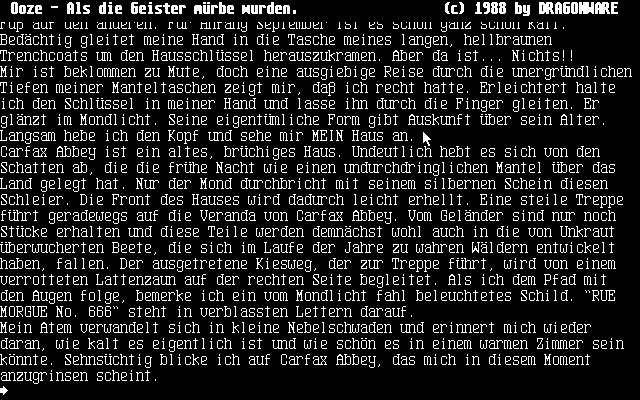 Ooze - Als die Geister mürbe wurden. (c) 1988 by DRAGONWARE
auf den anderen. Für Anfang September ist es schon ganz schön kalt.
Bedächtig gleitet meine Hand in die Tasche meines langen, hellbraunen
Trenchcoats um den Hausschlüssel herauszukramen. Aber da ist... Nichts!!
Mir ist beklommen zu Mute, doch eine ausgiebige Reise durch die unergründlichen
Tiefen meiner Manteltaschen zeigt mir, daß ich recht hatte. Erleichtert halte
ich den Schlüssel in meiner Hand und lasse ihn durch die Finger gleiten. Er
glänzt im Mondlicht. Seine eigentümliche Form gibt Auskunft über sein Alter.
Langsam hebe ich den Kopf und sehe mir MEIN Haus an.
Carfax Abbey ist ein altes, brüchiges Haus. Undeutlich hebt es sich von den
Schatten ab, die die frühe Nacht wie einen undurchdringlichen Mantel über das
Land gelegt hat. Nur der Mond durchbricht mit seinem silbernen Schein diesen
Schleier. Die Front des Hauses wird dadurch leicht erhellt. Eine steile Treppe
führt geradewegs auf die Veranda von Carfax Abbey. Vom Geländer sind nur noch
Stücke erhalten und diese Teile werden demnächst wohl auch in die von Unkraut
überwucherten Beete, die sich im Laufe der Jahre zu wahren Wäldern entwickelt
haben, fallen. Der ausgetretene Kiesweg, der zur Treppe führt, wird von einem
verrotteten Lattenzaun auf der rechten Seite begleitet. Als ich dem Pfad mit
den Augen folge, bemerke ich ein vom Mondlicht fahl beleuchtetes Schild. "RUE
MORGUE No. 666" steht in verblassten Lettern darauf.
Mein Atem verwandelt sich in kleine Nebelschwaden und erinnert mich wieder
daran, wie kalt es eigentlich ist und wie schön es in einem warmen Zimmer sein
könnte. Sehnsüchtig blicke ich auf Carfax Abbey, das mich in diesem Moment
anzugrinsen scheint.